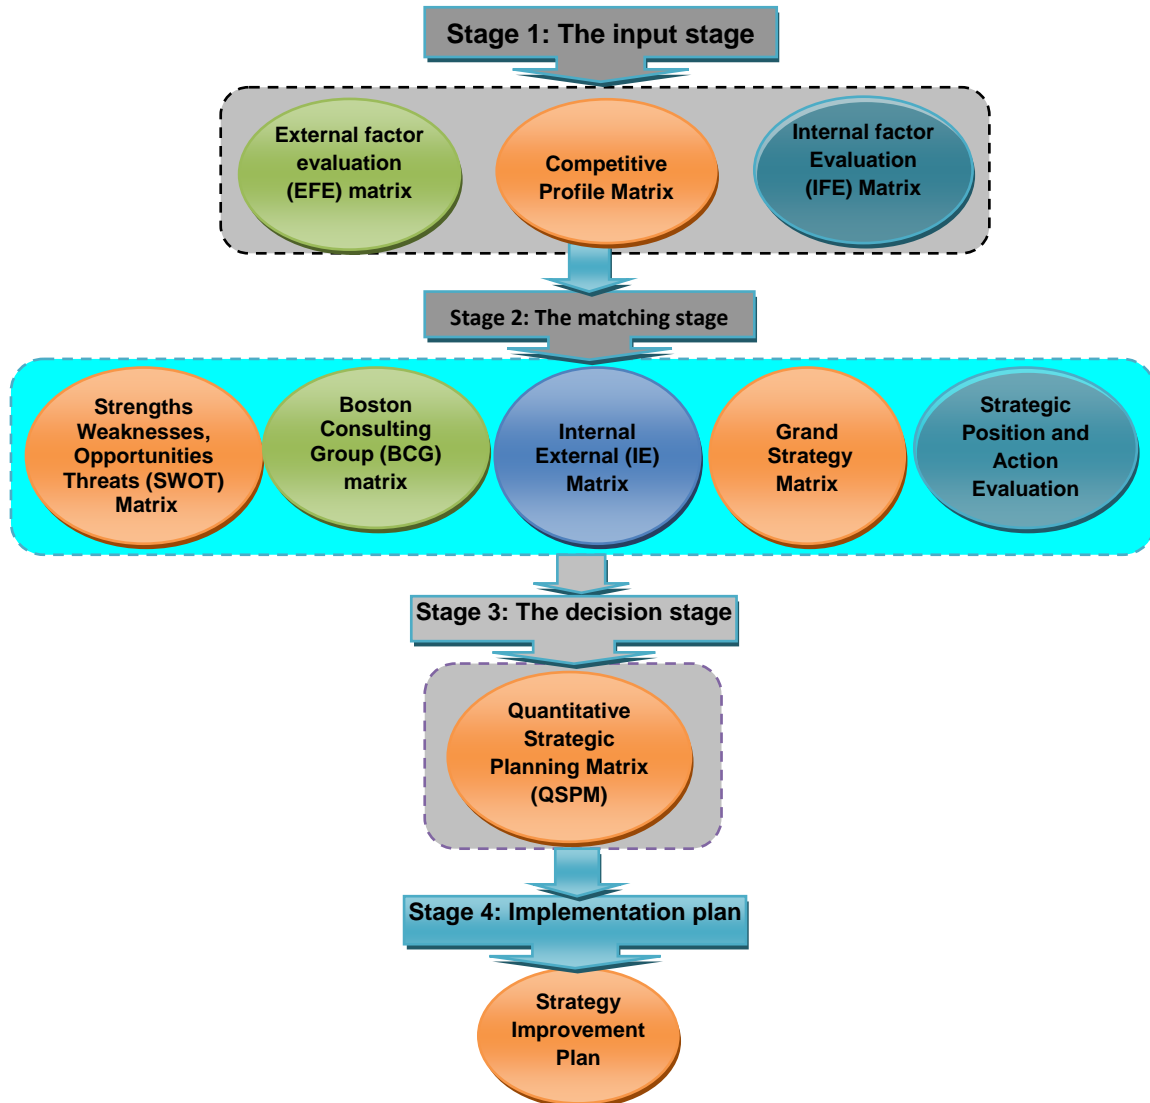 Stage 1: The input stage
External factor
evaluation
(EFE) matrix
Competitive
Profile Matrix
Internal factor
Evaluation
(IFE) Matrix
Stage 2: The matching stage
Strengths
Weaknesses,
Opportunities
Threats (SWOT)
Matrix
Boston
Consulting
Group (BCG)
matrix
Internal
External (IE)
Matrix
Grand
Strategy
Matrix
Strategic
Position and
Action
Evaluation
Stage 3: The decision stage
Quantitative
Strategic
Planning Matrix
(QSPM)
Stage 4: Implementation plan
Strategy
Improvement
Plan